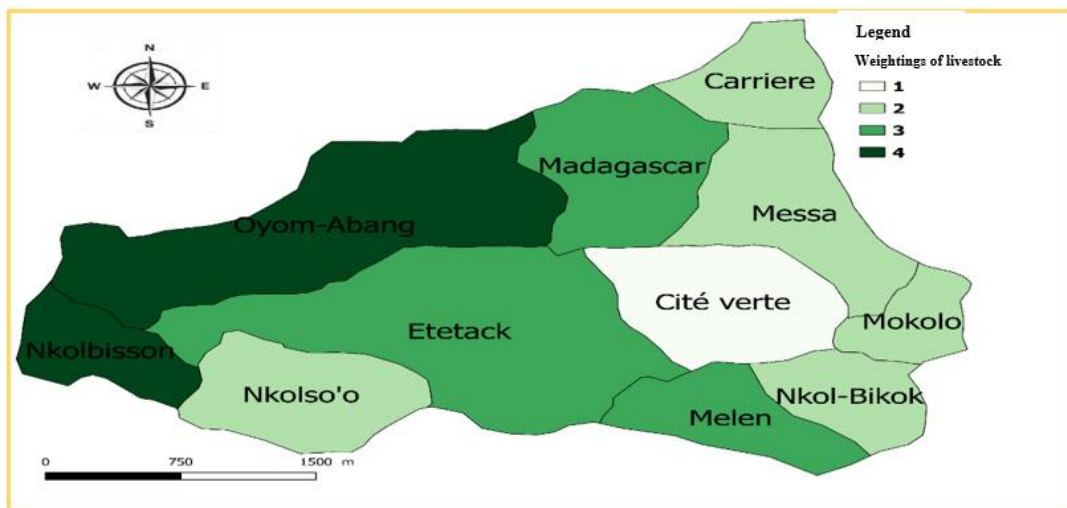 Legend
Weightings of livestock
1
2
3
4
N
W E
S
Carriere
Madagascar
Messa
Oyom-Abang
Cité verte
Mokolo
Etetack
Nkolbisson
Nkolso'o
Nkol-Bikok
Melen
0 750 1500 m